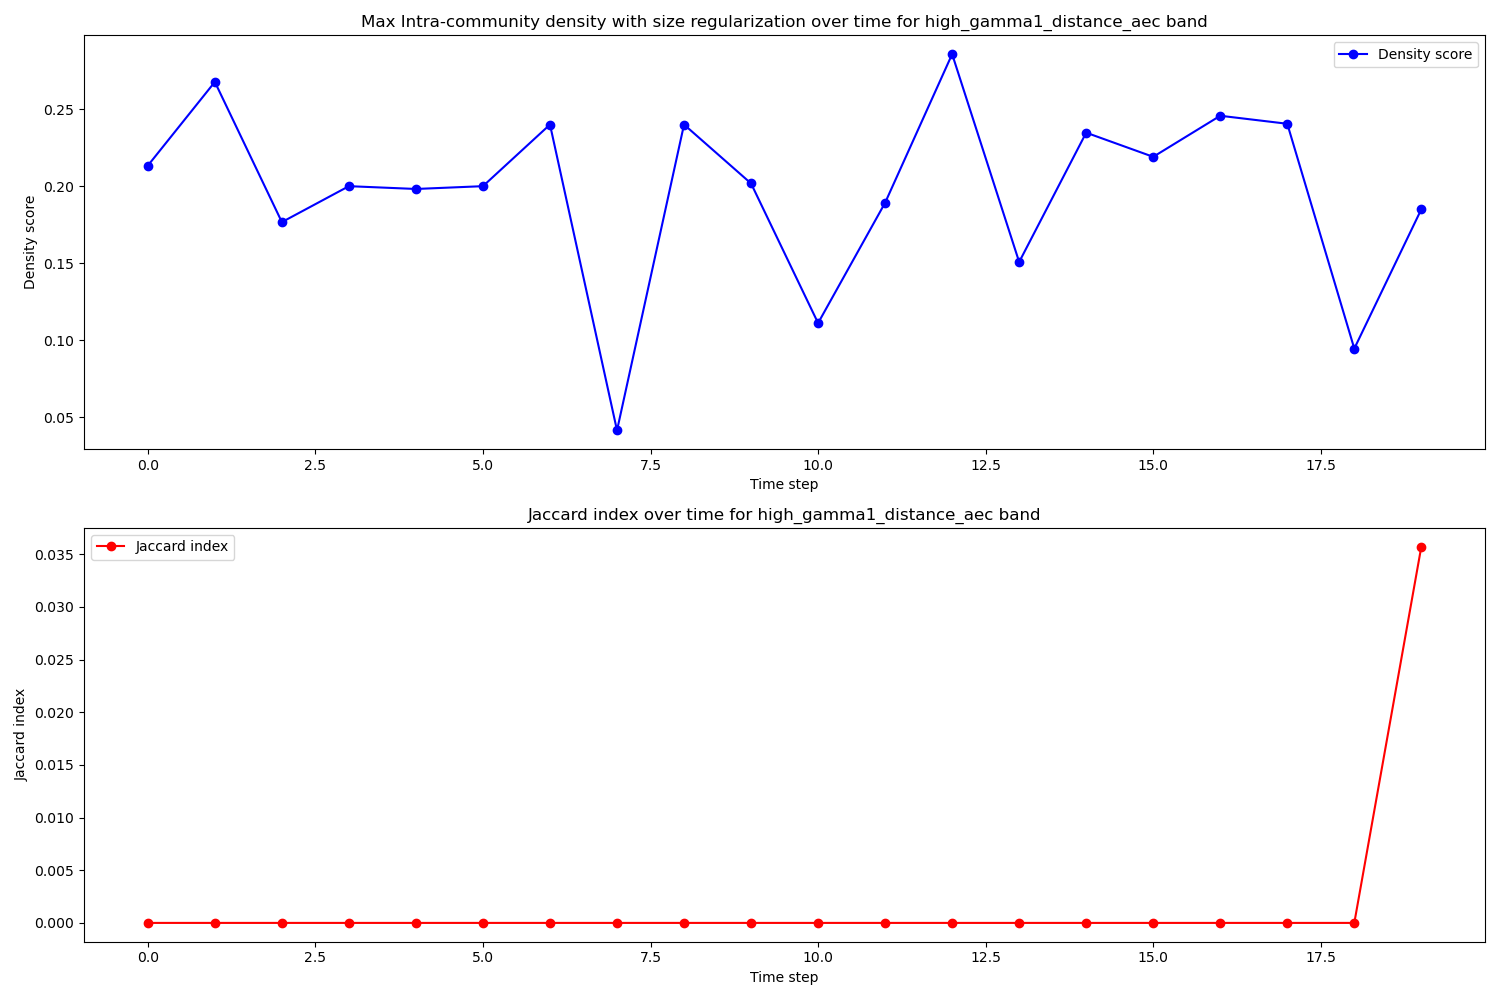 Max Intra-community density with size regularization over time for high_gamma1_distance_aec band
Density score
0.25
0.20
0.15
0.10
0.05
Density score
0.0 2.5 5.0 7.5 10.0 12.5 15.0 17.5
Time step
Jaccard index over time for high_gamma1_distance_aec band
Jaccard index
0.035
0.030
0.025
0.020
0.015
0.010
0.005
0.000
Jaccard index
0.0 2.5 5.0 7.5 10.0 12.5 15.0 17.5
Time step